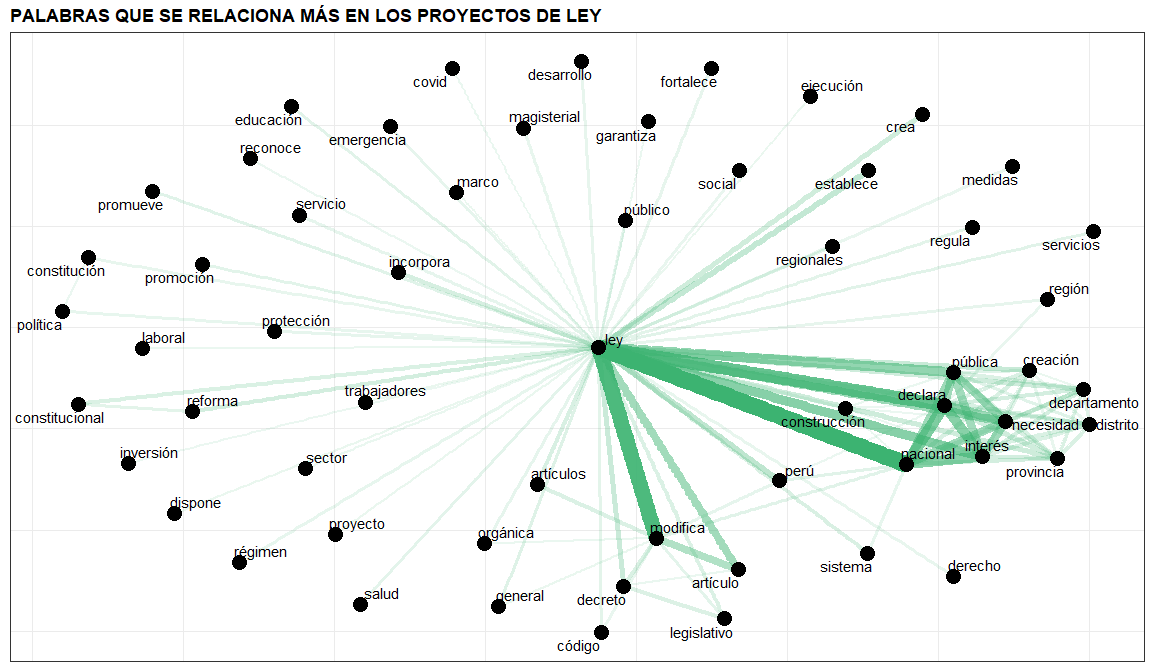 PALABRAS QUE SE RELACIONA MÁS EN LOS PROYECTOS DE LEY
covid
desarrollo
fortalece
ejecución
educación
emergencia
magisterial
garantiza
crea
reconoce
promueve
servicio
marco
social
establece
medidas
público
constitución
promoción
incorpora
regionales
regula
servicios
región
política
laboral
protección
ley
pública
creación
declara
departamento
constitucional
reforma
trabajadores
construcción
necesidad
distrito
inversión
sector
artículos
perú
nacional
interés
provincia
dispone
proyecto
orgánica
modifica
régimen
artículo
sistema
derecho
salud
general
decreto
código
legislativo